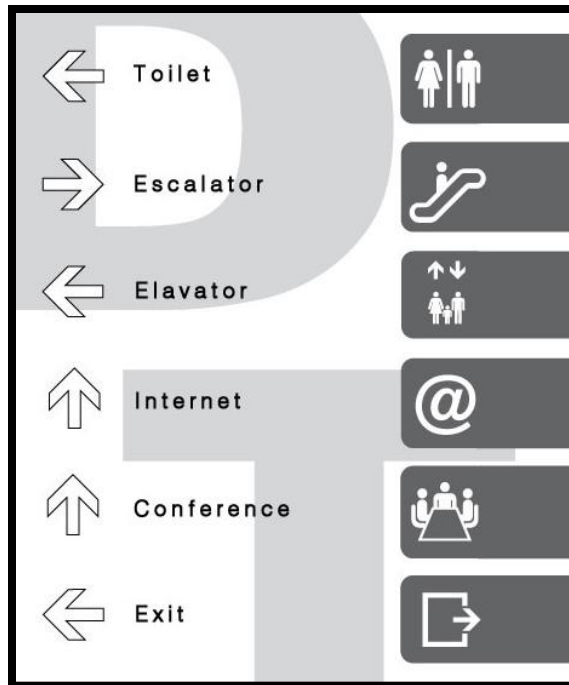 Toilet
Escalator
Elavator
Internet
@
Conference
Exit